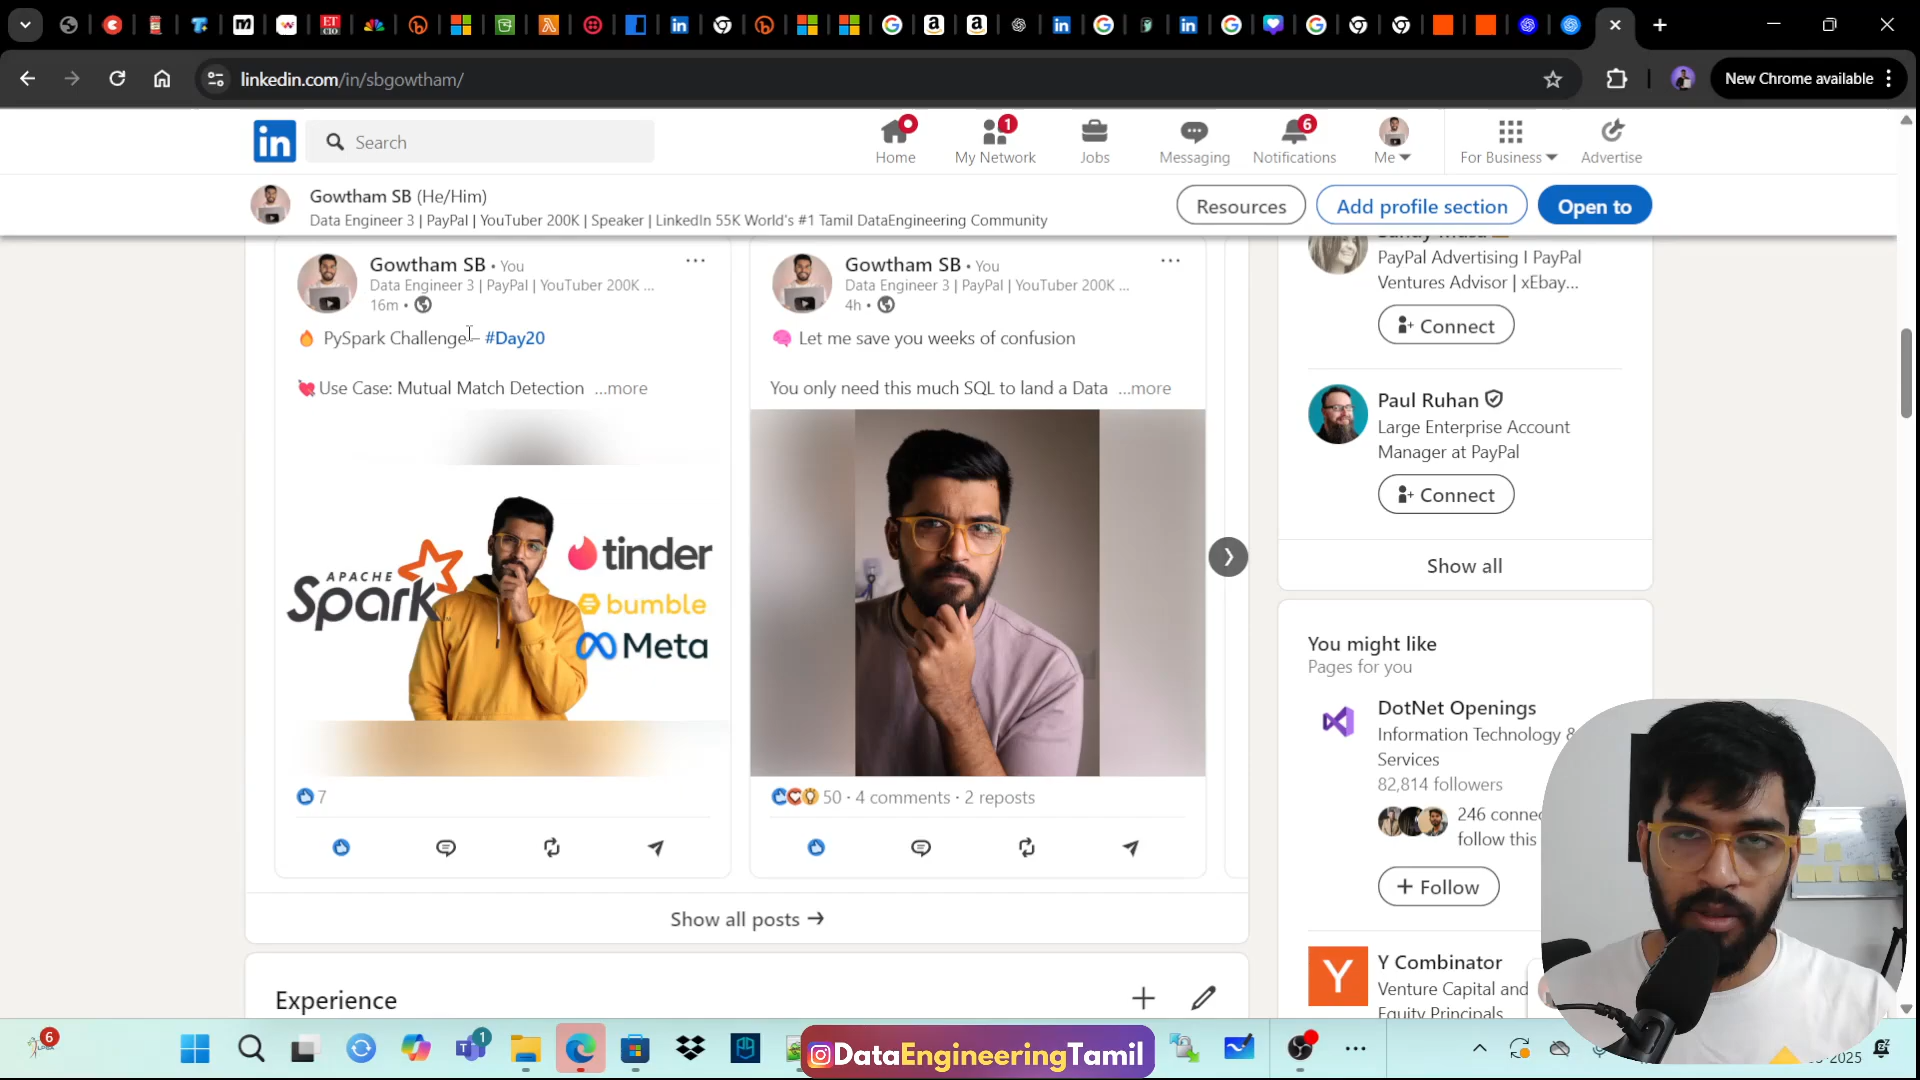 linkedin.com/in/sbgowtham/
New Chrome available
in
Search
Home
1
My Network
Jobs
Messaging
6
Notifications
Me
For Business
Advertise
Gowtham SB (He/Him)
Data Engineer 3 | PayPal | YouTuber 200K | Speaker | LinkedIn 55K World's #1 Tamil DataEngineering Community
Resources
Add profile section
Open to
Gowtham SB • You
Data Engineer 3 | PayPal | YouTuber 200K ...
16m •
🔥 PySpark Challenge – #Day20
💘 Use Case: Mutual Match Detection ...more
APACHE
Spark
tinder
bumble
Meta
7
Gowtham SB • You
Data Engineer 3 | PayPal | YouTuber 200K ...
4h •
🧠 Let me save you weeks of confusion
You only need this much SQL to land a Data ...more
50 · 4 comments · 2 reposts
Show all posts →
Experience
PayPal Advertising I PayPal
Ventures Advisor | xEbay...
Connect
Paul Ruhan
Large Enterprise Account
Manager at PayPal
Connect
Show all
You might like
Pages for you
DotNet Openings
Information Technology &
Services
82,814 followers
246 conne
follow this
+ Follow
Y Combinator
Venture Capital and
Equity Principals
6
1
DataEngineeringTamil
2025